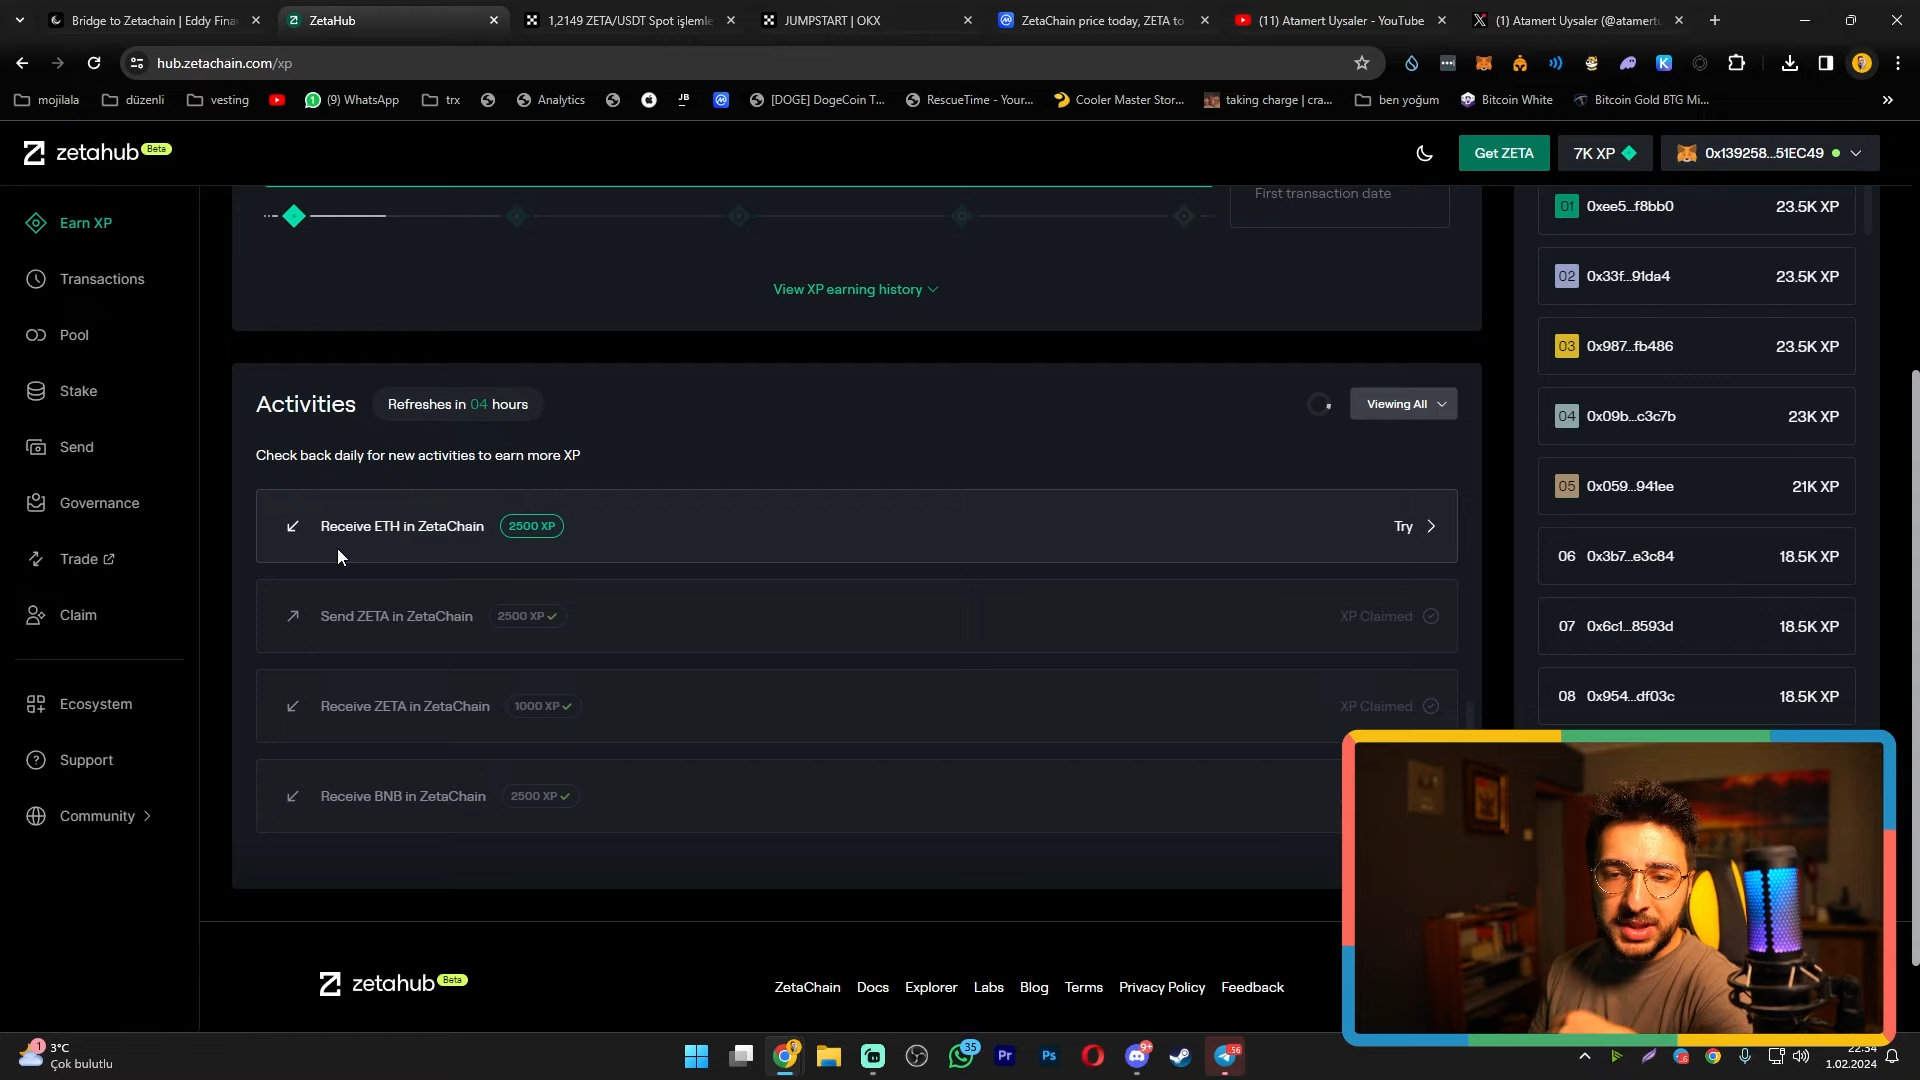 Bridge to Zetachain | Eddy Fina
ZetaHub
1,2149 ZETA/USDT Spot işlemle
JUMPSTART | OKX
ZetaChain price today, ZETA to
(11) Atamert Uysaler - YouTube
(1) Atamert Uysaler (@atamert
hub.zetachain.com/xp
mojilala
düzenli
vesting
(9) WhatsApp
trx
Analytics
JB
[DOGE] DogeCoin T...
RescueTime - Your...
Cooler Master Stor...
taking charge | cra...
ben yoğum
Bitcoin White
Bitcoin Gold BTG Mi...
zetahub Beta
Get ZETA
7K XP
0x139258...51EC49
Earn XP
Transactions
Pool
Stake
Send
Governance
Trade
Claim
Ecosystem
Support
Community
First transaction date
View XP earning history
Activities
Refreshes in 04 hours
Viewing All
Check back daily for new activities to earn more XP
Receive ETH in ZetaChain 2500 XP Try
Send ZETA in ZetaChain 2500 XP XP Claimed
Receive ZETA in ZetaChain 1000 XP XP Claimed
Receive BNB in ZetaChain 2500 XP
01 0xee5...f8bb0 23.5K XP
02 0x33f...91da4 23.5K XP
03 0x987...fb486 23.5K XP
04 0x09b...c3c7b 23K XP
05 0x059...941ee 21K XP
06 0x3b7...e3c84 18.5K XP
07 0x6c1...8593d 18.5K XP
08 0x954...df03c 18.5K XP
zetahub Beta
ZetaChain
Docs
Explorer
Labs
Blog
Terms
Privacy Policy
Feedback
1
3°C
Çok bulutlu
35
Pr
Ps
9+
56
22:34
1.02.2024